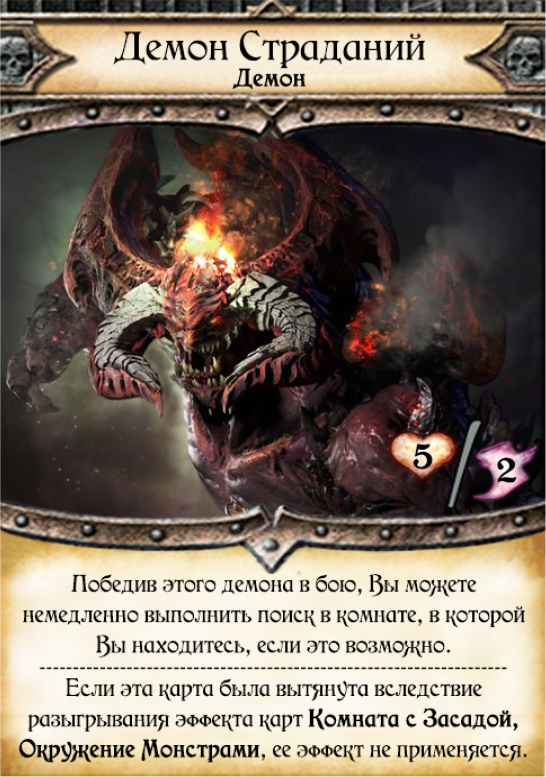 Демон Страданий
Демон
5 / 2
Победив этого демона в бою, Вы можете
немедленно выполнить поиск в комнате, в которой
Вы находитесь, если это возможно.
Если эта карта была вытянута вследствие
разыгрывания эффекта карт Комната с Засадой,
Окружение Монстрами, ее эффект не применяется.